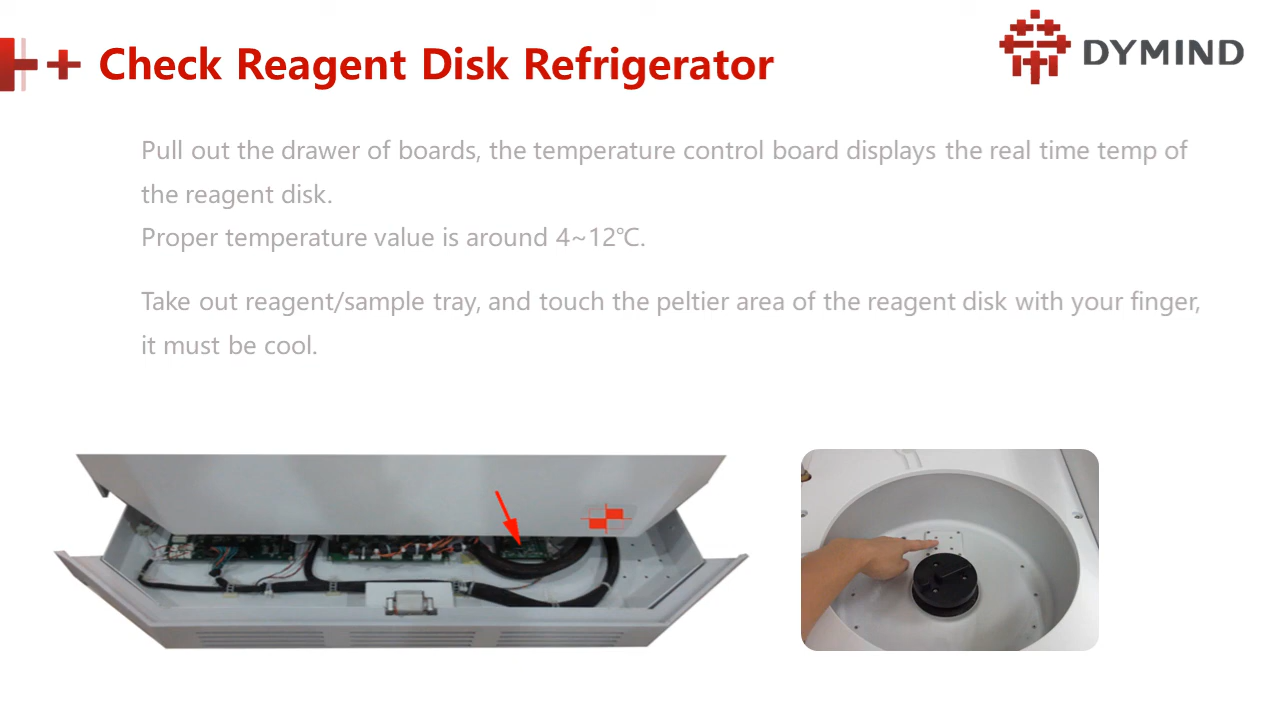 Check Reagent Disk Refrigerator
DYMIND
Pull out the drawer of boards, the temperature control board displays the real time temp of
the reagent disk.
Proper temperature value is around 4~12℃.
Take out reagent/sample tray, and touch the peltier area of the reagent disk with your finger,
it must be cool.